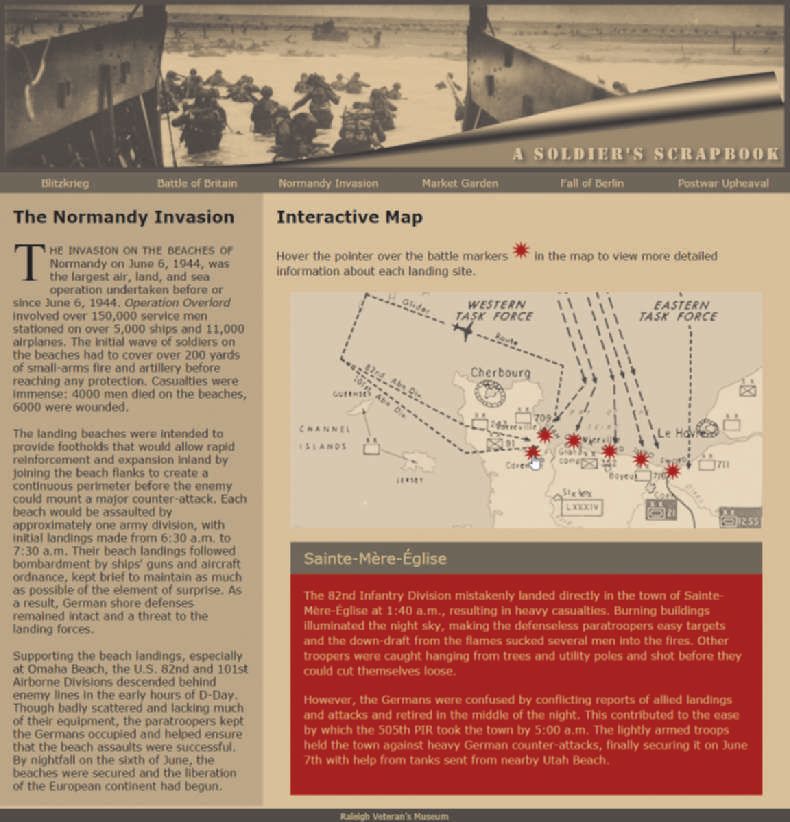 A SOLDIER'S SCRAPBOOK
Blitzkrieg
Battle of Britain
Normandy Invasion
Market Garden
Fall of Berlin
Postwar Upheaval
The Normandy Invasion
THE INVASION ON THE BEACHES OF
Normandy on June 6, 1944, was
the largest air, land, and sea
operation undertaken before or
since June 6, 1944. Operation Overlord
involved over 150,000 service men
stationed on over 5,000 ships and 11,000
airplanes. The initial wave of soldiers on
the beaches had to cover over 200 yards
of small-arms fire and artillery before
reaching any protection. Casualties were
immense: 4000 men died on the beaches,
6000 were wounded.
The landing beaches were intended to
provide footholds that would allow rapid
reinforcement and expansion inland by
joining the beach flanks to create a
continuous perimeter before the enemy
could mount a major counter-attack. Each
beach would be assaulted by
approximately one army division, with
initial landings made from 6:30 a.m. to
7:30 a.m. Their beach landings followed
bombardment by ships' guns and aircraft
ordnance, kept brief to maintain as much
as possible of the element of surprise. As
a result, German shore defenses
remained intact and a threat to the
landing forces.
Supporting the beach landings, especially
at Omaha Beach, the U.S. 82nd and 101st
Airborne Divisions descended behind
enemy lines in the early hours of D-Day.
Though badly scattered and lacking much
of their equipment, the paratroopers kept
the Germans occupied and helped ensure
that the beach assaults were successful.
By nightfall on the sixth of June, the
beaches were secured and the liberation
of the European continent had begun.
Interactive Map
Hover the pointer over the battle markers in the map to view more detailed
information about each landing site.
Glider
Route
WESTERN
TASK FORCE
EASTERN
TASK FORCE
Cherbourg
82nd Abn Div
101st Abn Div
GUERNSEY
CHANNEL
ISLANDS
JERSEY
709
91
Le Havre
711
Bayeux
716
St Lô
LXXXIV
21
12 SS
Sainte-Mère-Église
The 82nd Infantry Division mistakenly landed directly in the town of Sainte-
Mère-Église at 1:40 a.m., resulting in heavy casualties. Burning buildings
illuminated the night sky, making the defenseless paratroopers easy targets
and the down-draft from the flames sucked several men into the fires. Other
troopers were caught hanging from trees and utility poles and shot before they
could cut themselves loose.
However, the Germans were confused by conflicting reports of allied landings
and attacks and retired in the middle of the night. This contributed to the ease
by which the 505th PIR took the town by 5:00 a.m. The lightly armed troops
held the town against heavy German counter-attacks, finally securing it on June
7th with help from tanks sent from nearby Utah Beach.
Raleigh Veteran's Museum